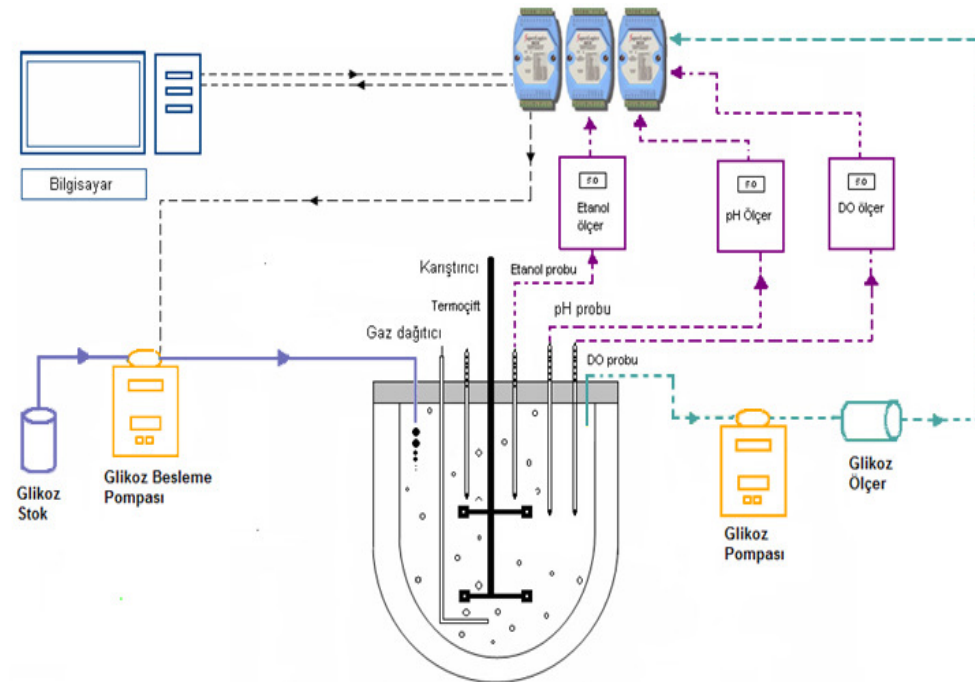 Bilgisayar
Etanol
ölçer
pH Ölçer
DO ölçer
Karıştırıcı
Etanol probu
Termoçift
pH probu
Gaz dağıtıcı
DO probu
Glikoz
Stok
Glikoz Besleme
Pompası
Glikoz
Pompası
Glikoz
Ölçer